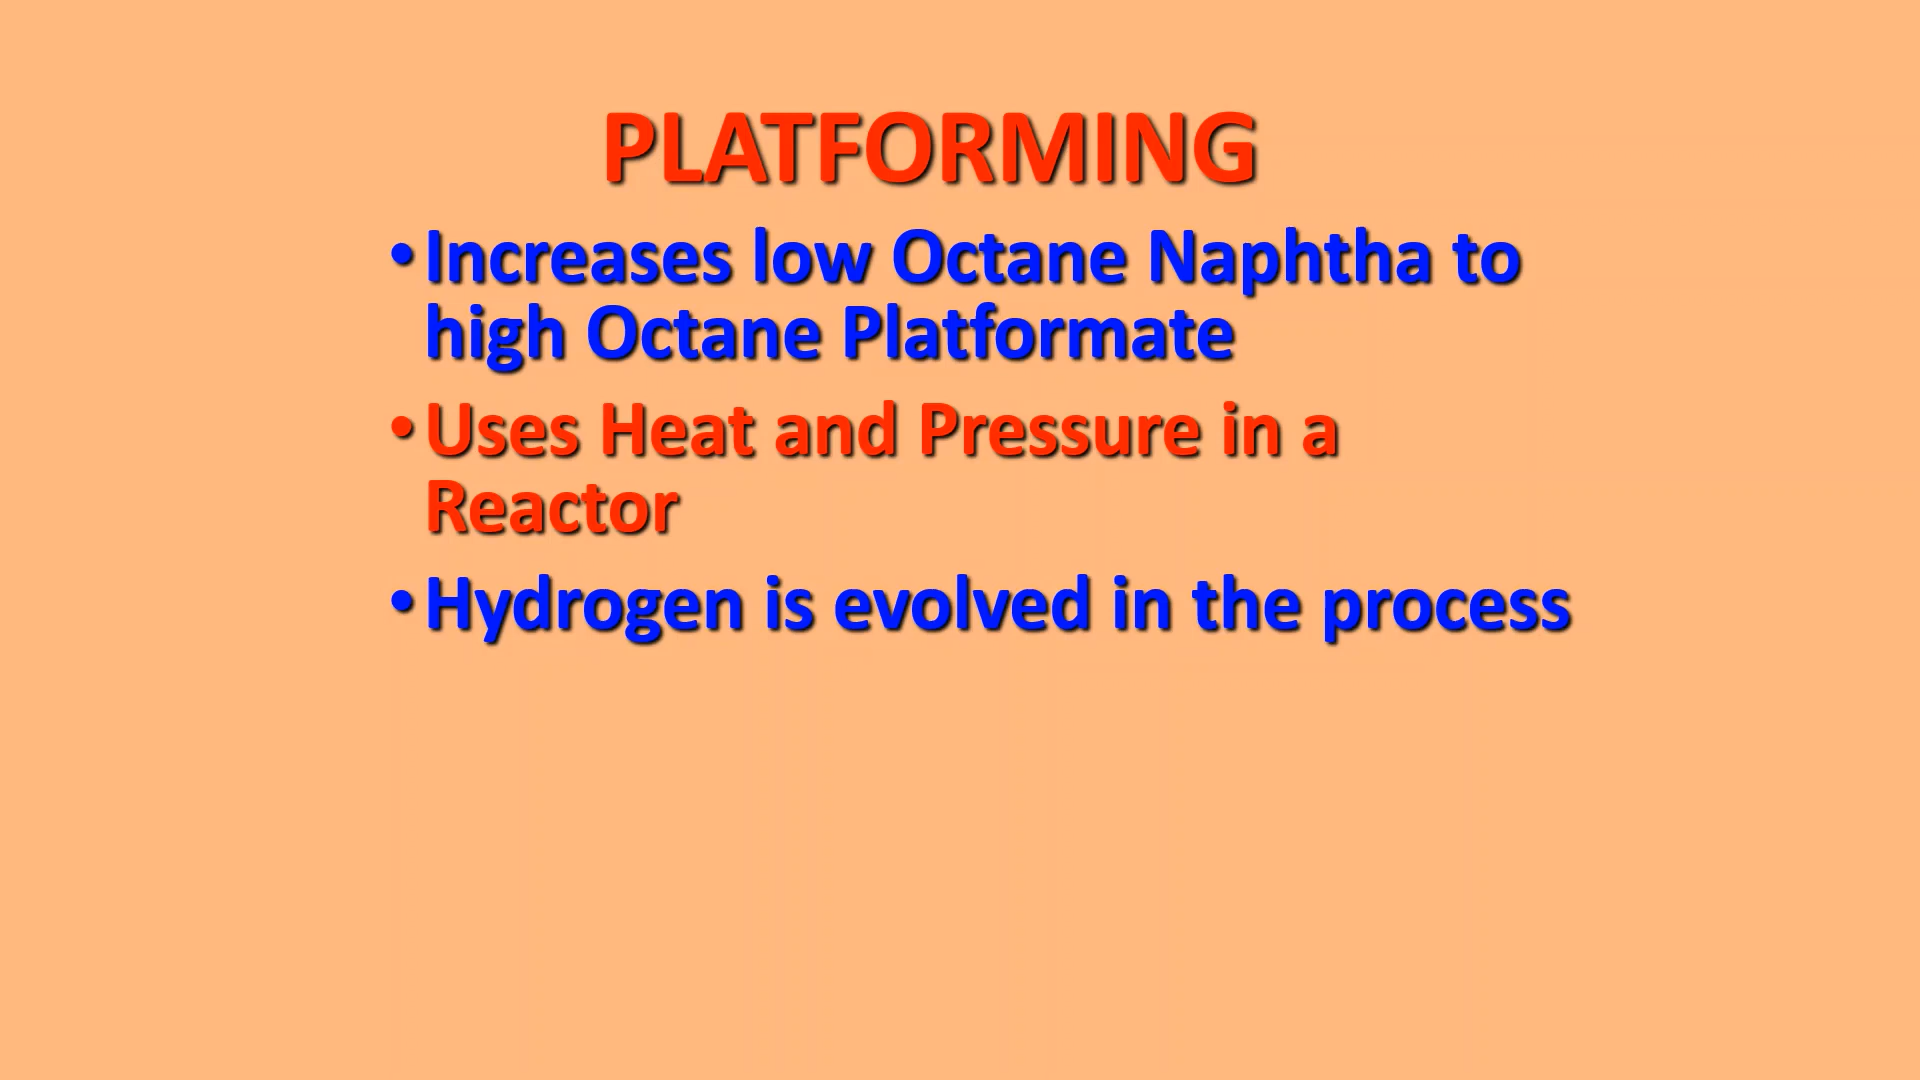 PLATFORMING
• Increases low Octane Naphtha to
high Octane Platformate
• Uses Heat and Pressure in a
Reactor
• Hydrogen is evolved in the process